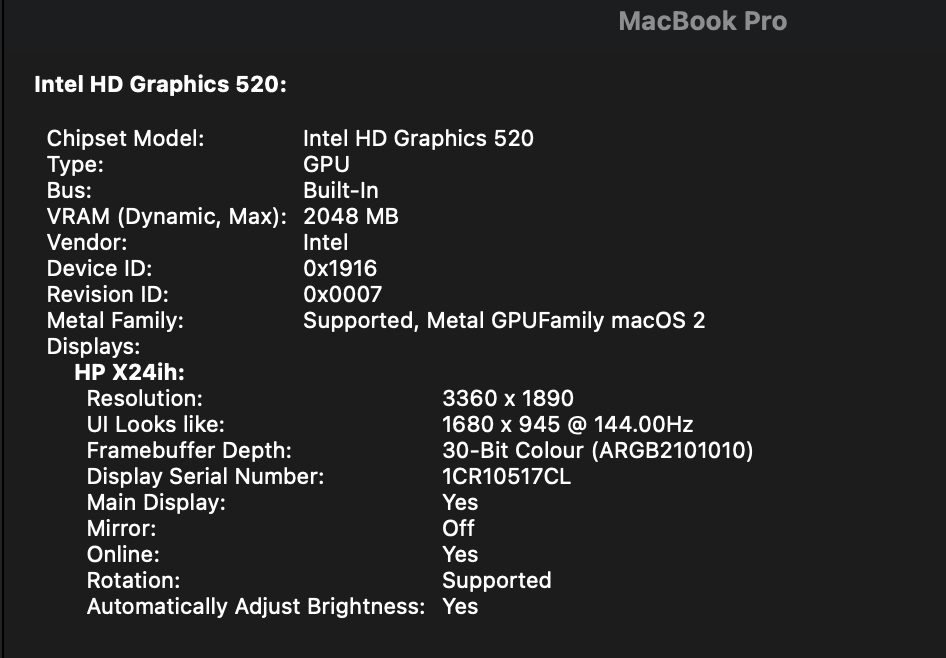 MacBook Pro
Intel HD Graphics 520:
Chipset Model: Intel HD Graphics 520
Type: GPU
Bus: Built-In
VRAM (Dynamic, Max): 2048 MB
Vendor: Intel
Device ID: 0x1916
Revision ID: 0x0007
Metal Family: Supported, Metal GPUFamily macOS 2
Displays:
HP X24ih:
Resolution: 3360 x 1890
UI Looks like: 1680 x 945 @ 144.00Hz
Framebuffer Depth: 30-Bit Colour (ARGB2101010)
Display Serial Number: 1CR10517CL
Main Display: Yes
Mirror: Off
Online: Yes
Rotation: Supported
Automatically Adjust Brightness: Yes